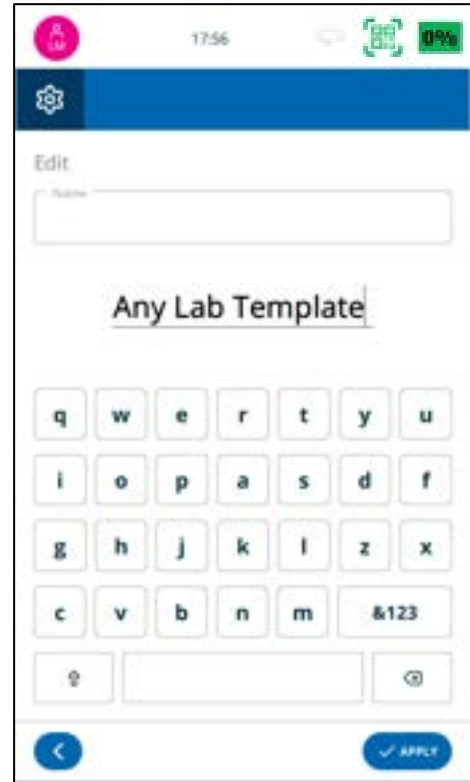 LM 17:56 0%
Edit
Name
Any Lab Template
q w e r t y u
i o p a s d f
g h j k l z x
c v b n m &123
APPLY